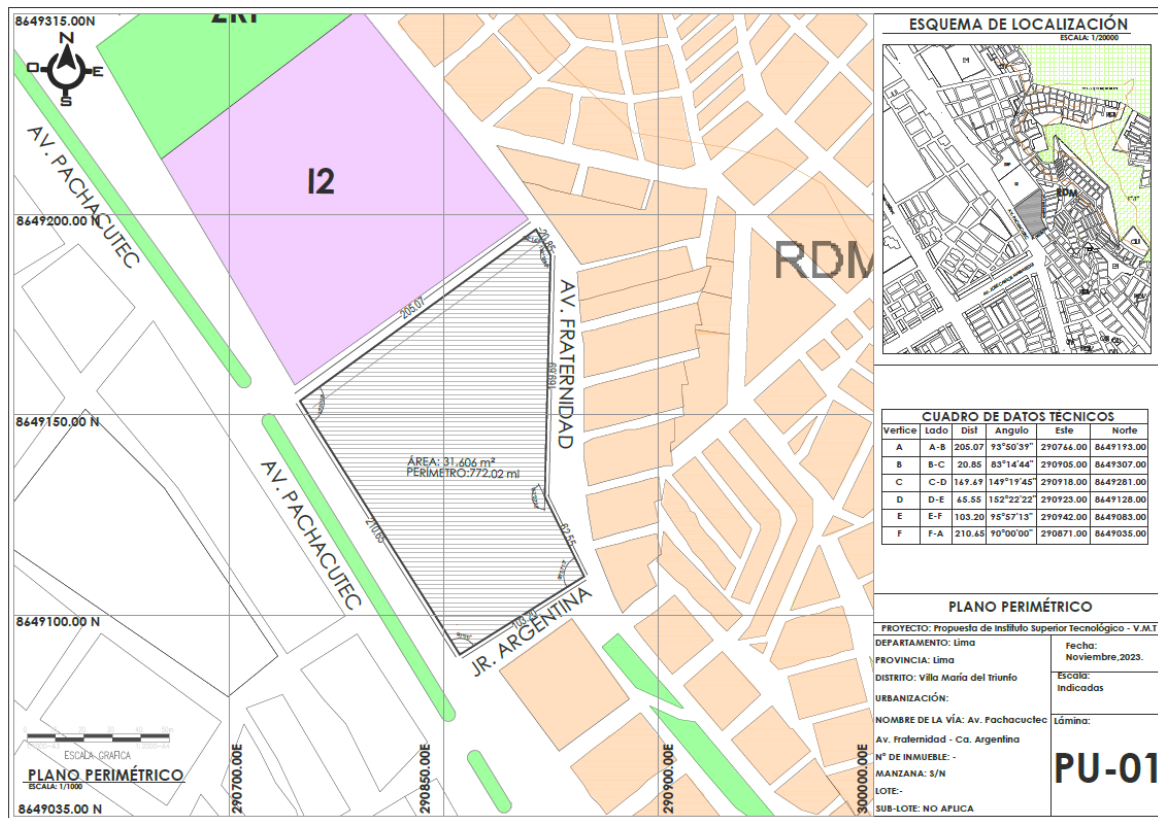 8649315.00N
ZRP
N
O
E
S
AV. PACHACUTEC
I2
8649200.00 N
205.07
20.85
AV. FRATERNIDAD
169.69
RDM
8649150.00 N
ÁREA: 31,606 m²
PERIMETRO:772.02 ml
AV. PACHACUTEC
210.65
62.55
103.20
JR. ARGENTINA
8649100.00 N
ESCALA GRAFICA
PLANO PERIMÉTRICO
ESCALA: 1/1000
8649035.00 N
290700.00E
290850.00E
290900.00E
300000.00E
ESQUEMA DE LOCALIZACIÓN
ESCALA: 1/20000
RDM
CUADRO DE DATOS TÉCNICOS
Vertice Lado Dist Angulo Este Norte
A A-B 205.07 93°50'39" 290766.00 8649193.00
B B-C 20.85 83°14'44" 290905.00 8649307.00
C C-D 169.69 149°19'45" 290918.00 8649281.00
D D-E 65.55 152°22'22" 290923.00 8649128.00
E E-F 103.20 95°57'13" 290942.00 8649083.00
F F-A 210.65 90°00'00" 290871.00 8649035.00
PLANO PERIMÉTRICO
PROYECTO: Propuesta de Instituto Superior Tecnológico - V.M.T
DEPARTAMENTO: Lima
PROVINCIA: Lima
DISTRITO: Villa María del Triunfo
URBANIZACIÓN:
NOMBRE DE LA VÍA: Av. Pachacuctec
Av. Fraternidad - Ca. Argentina
N° DE INMUEBLE: -
MANZANA: S/N
LOTE:-
SUB-LOTE: NO APLICA
Fecha:
Noviembre,2023.
Escala:
Indicadas
Lámina:
PU-01